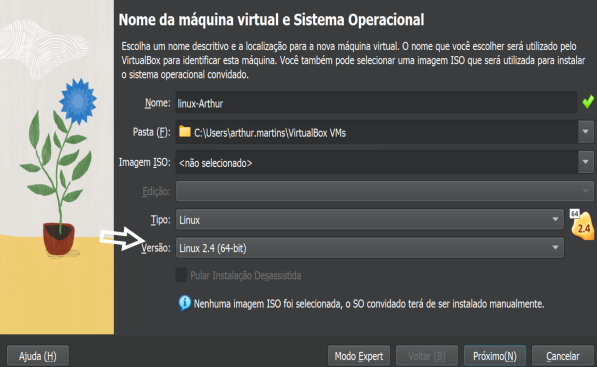 Nome da máquina virtual e Sistema Operacional
Escolha um nome descritivo e a localização para a nova máquina virtual. O nome que você escolher será utilizado pelo
VirtualBox para identificar esta máquina. Você também pode selecionar uma imagem ISO que será utilizada para instalar
o sistema operacional convidado.
Nome: linux-Arthur
Pasta (F): C:\Users\arthur.martins\VirtualBox VMs
Imagem ISO: <não selecionado>
Edição:
Tipo: Linux
64
2.4
Versão: Linux 2.4 (64-bit)
Pular Instalação Desassistida
Nenhuma imagem ISO foi selecionada, o SO convidado terá de ser instalado manualmente.
Ajuda (H) Modo Expert Voltar (B) Próximo(N) Cancelar